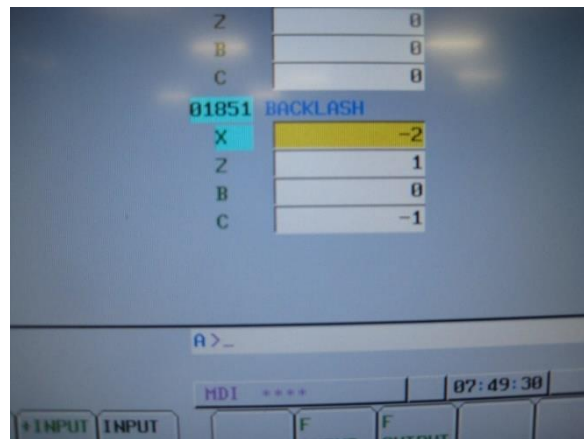 Z 0
B 0
C 0
01851 BACKLASH
X -2
Z 1
B 0
C -1
A>_
MDI **** 07:49:30
+INPUT INPUT F F